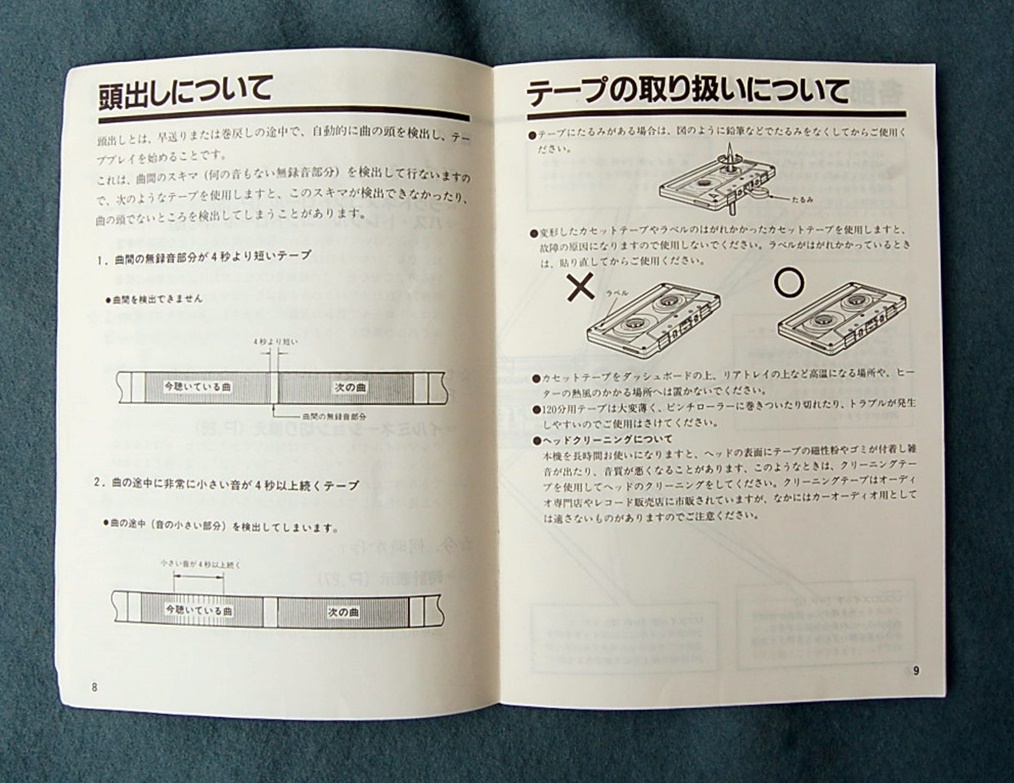 頭出しについて
頭出しとは、早送りまたは巻戻しの途中で、自動的に曲の頭を検出し、テー
ププレイを始めることです。
これは、曲間のスキマ（何の音もない無録音部分）を検出して行ないますの
で、次のようなテープを使用しますと、このスキマが検出できなかったり、
曲の頭でないところを検出してしまうことがあります。
1．曲間の無録音部分が4秒より短いテープ
●曲間を検出できません
4秒より短い
今聴いている曲
次の曲
曲間の無録音部分
2．曲の途中に非常に小さい音が4秒以上続くテープ
●曲の途中（音の小さい部分）を検出してしまいます。
小さい音が4秒以上続く
今聴いている曲
次の曲
8
テープの取り扱いについて
●テープにたるみがある場合は、図のように鉛筆などでたるみをなくしてからご使用く
ださい。
たるみ
●変形したカセットテープやラベルのはがれかかったカセットテープを使用しますと、
故障の原因になりますので使用しないでください。ラベルがはがれかかっているとき
は、貼り直してからご使用ください。
ラベル
●カセットテープをダッシュボードの上、リアトレイの上など高温になる場所や、ヒー
ターの熱風のかかる場所へは置かないでください。
●120分用テープは大変薄く、ピンチローラーに巻きついたり切れたり、トラブルが発生
しやすいのでご使用はさけてください。
●ヘッドクリーニングについて
本機を長時間お使いになりますと、ヘッドの表面にテープの磁性粉やゴミが付着し雑
音が出たり、音質が悪くなることがあります、このようなときは、クリーニングテー
プを使用してヘッドのクリーニングをしてください。クリーニングテープはオーディ
オ専門店やレコード販売店に市販されていますが、なかにはカーオーディオ用として
は適さないものがありますのでご注意ください。
9